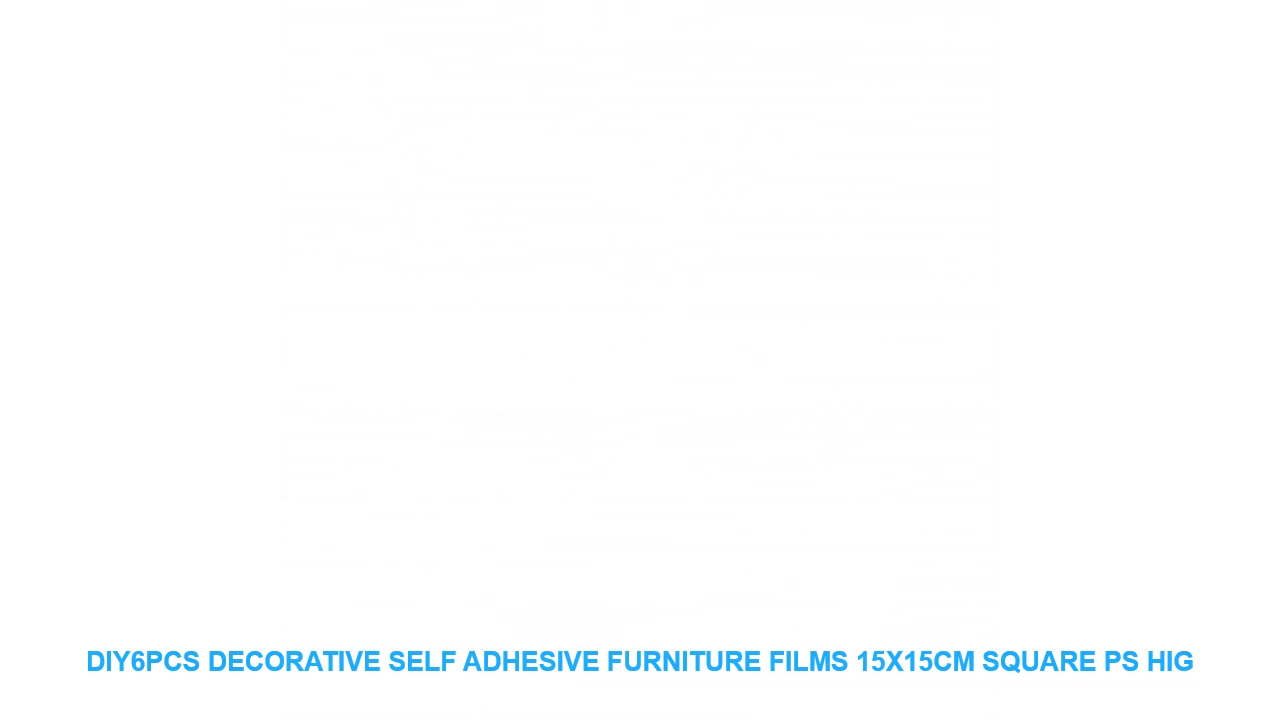 DIY6PCS DECORATIVE SELF ADHESIVE FURNITURE FILMS 15X15CM SQUARE PS HIG